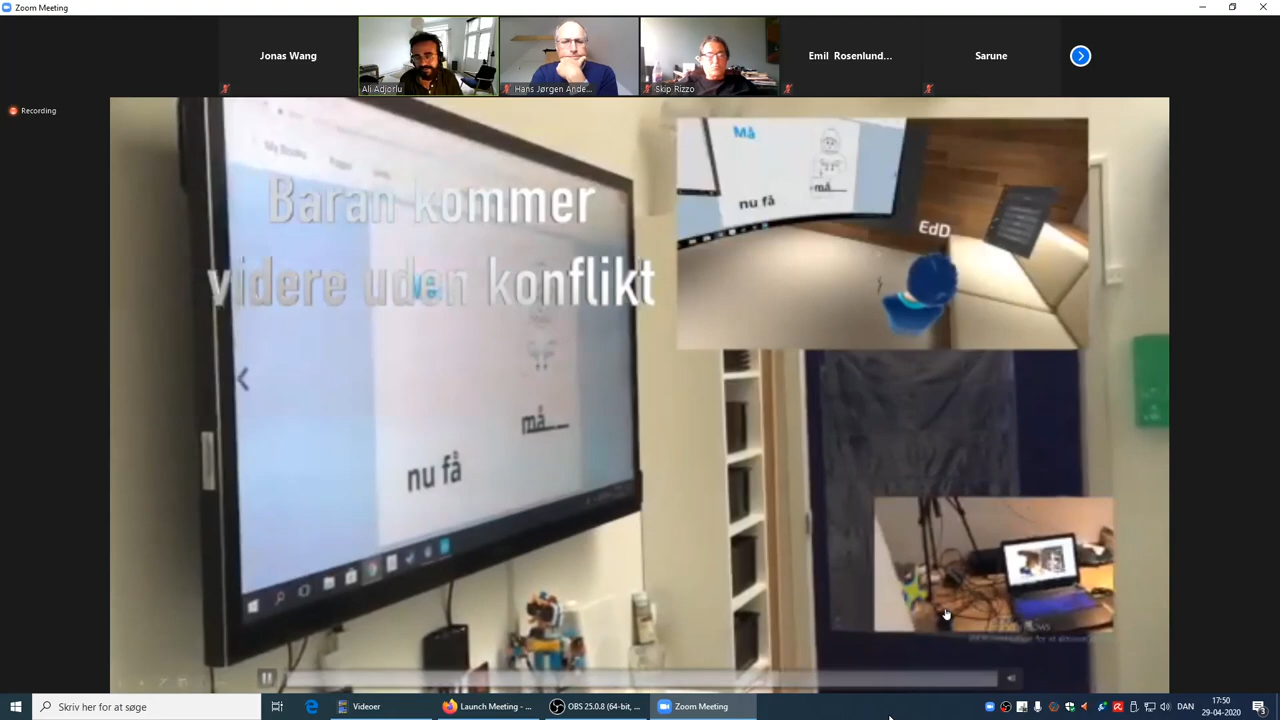 Zoom Meeting
Jonas Wang
Ali Adjorlu
Hans Jørgen Ande...
Skip Rizzo
Emil Rosenlund...
Sarune
Recording
My Books
Baran kommer
videre uden konflikt
må
nu få
Må
må
nu få
EdD
Skriv her for at søge
Videoer
Launch Meeting - ...
OBS 25.0.8 (64-bit, ...
Zoom Meeting
DAN
17:50
29-04-2020